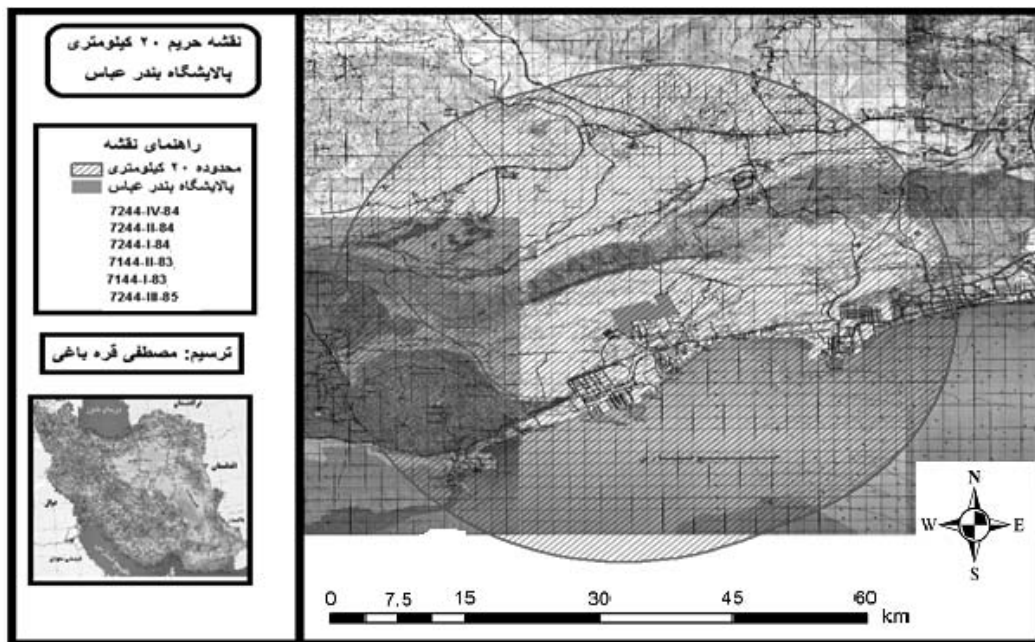 نقشه حریم ۲۰ کیلومتری
پالایشگاه بندر عباس
راهنمای نقشه
محدوده ۲۰ کیلومتری
پالایشگاه بندر عباس
7244-IV-84
7244-II-84
7244-I-84
7144-II-83
7144-I-83
7244-III-85
ترسیم: مصطفی قره باغی
N
W E
S
0 7.5 15 30 45 60
km